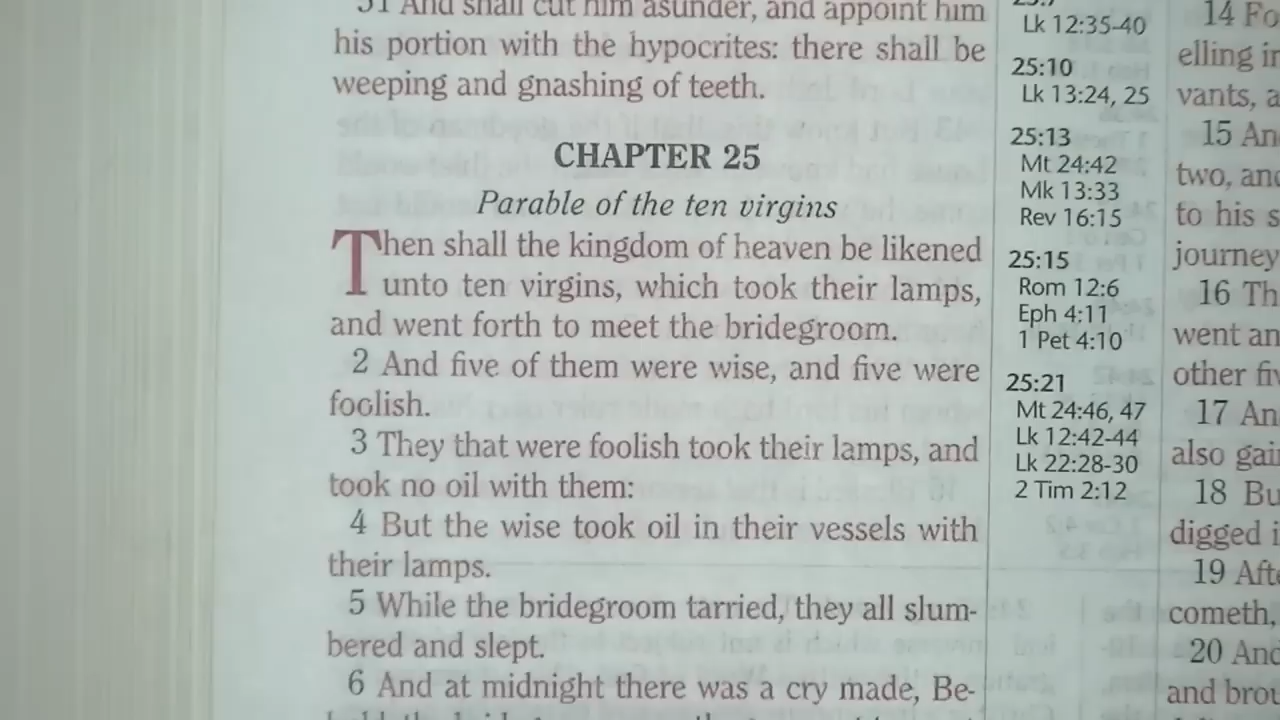 51 And shall cut him asunder, and appoint him
his portion with the hypocrites: there shall be
weeping and gnashing of teeth.
CHAPTER 25
Parable of the ten virgins
Then shall the kingdom of heaven be likened
unto ten virgins, which took their lamps,
and went forth to meet the bridegroom.
2 And five of them were wise, and five were
foolish.
3 They that were foolish took their lamps, and
took no oil with them:
4 But the wise took oil in their vessels with
their lamps.
5 While the bridegroom tarried, they all slum-
bered and slept.
6 And at midnight there was a cry made, Be-
Lk 12:35-40
25:10
Lk 13:24, 25
25:13
Mt 24:42
Mk 13:33
Rev 16:15
25:15
Rom 12:6
Eph 4:11
1 Pet 4:10
25:21
Mt 24:46, 47
Lk 12:42-44
Lk 22:28-30
2 Tim 2:12
14 Fo
elling in
vants, a
15 An
two, and
to his s
journey
16 Th
went an
other fiv
17 An
also gai
18 Bu
digged i
19 Afte
cometh,
20 And
and brou